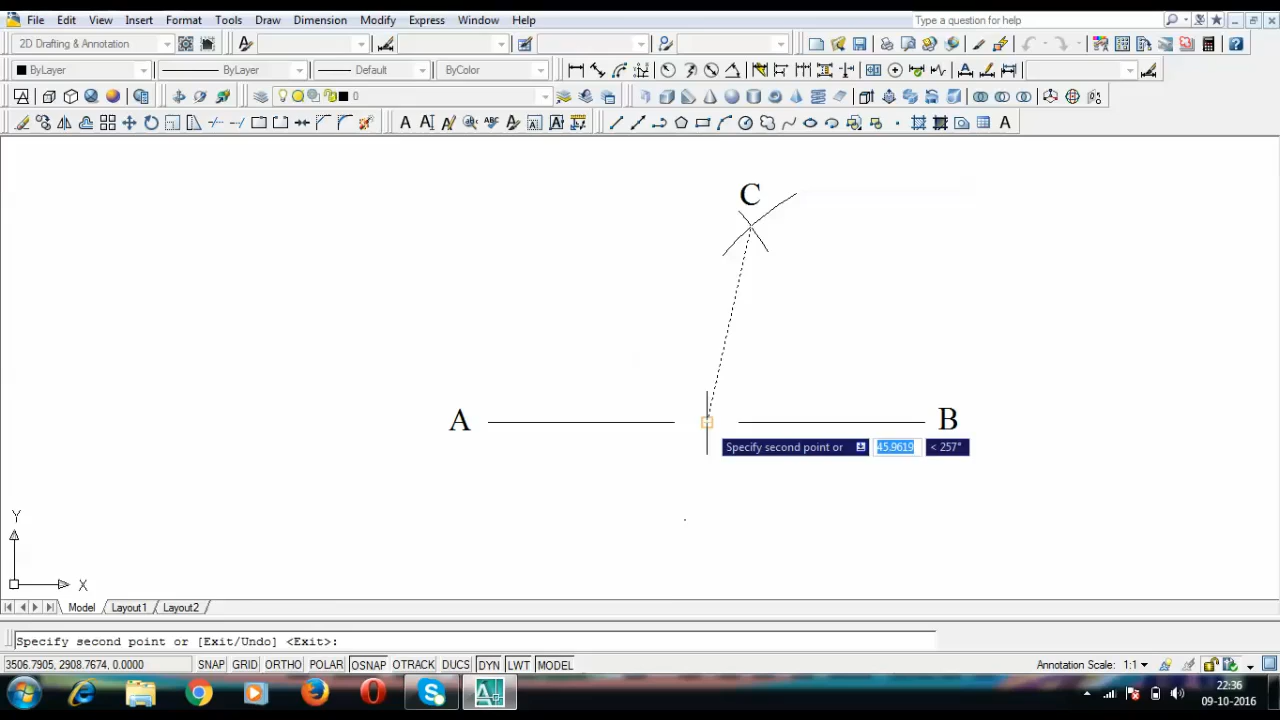 File Edit View Insert Format Tools Draw Dimension Modify Express Window Help Type a question for help
2D Drafting & Annotation
ByLayer ByLayer Default ByColor
0
C
A B
Specify second point or 45.9619 < 257°
Y
X
Model Layout1 Layout2
Specify second point or [Exit/Undo] <Exit>:
3506.7905, 2908.7674, 0.0000 SNAP GRID ORTHO POLAR OSNAP OTRACK DUCS DYN LWT MODEL Annotation Scale: 1:1
22:36
09-10-2016